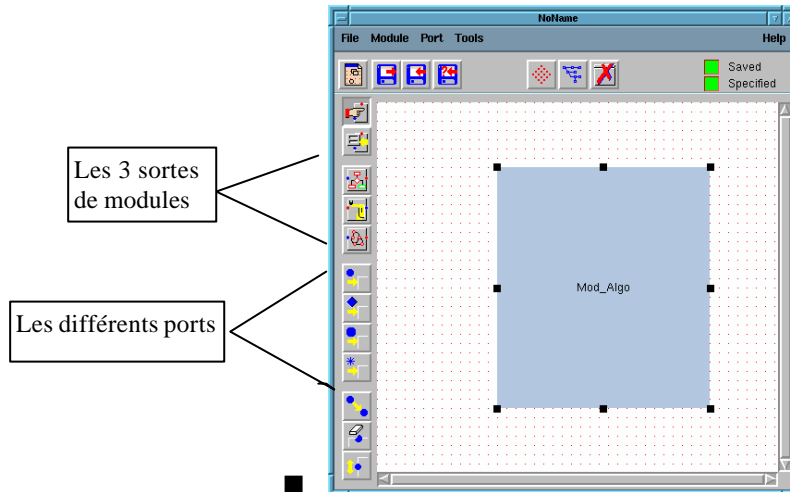 NoName
File Module Port Tools Help
Saved
Specified
Les 3 sortes
de modules
Mod_Algo
Les différents ports